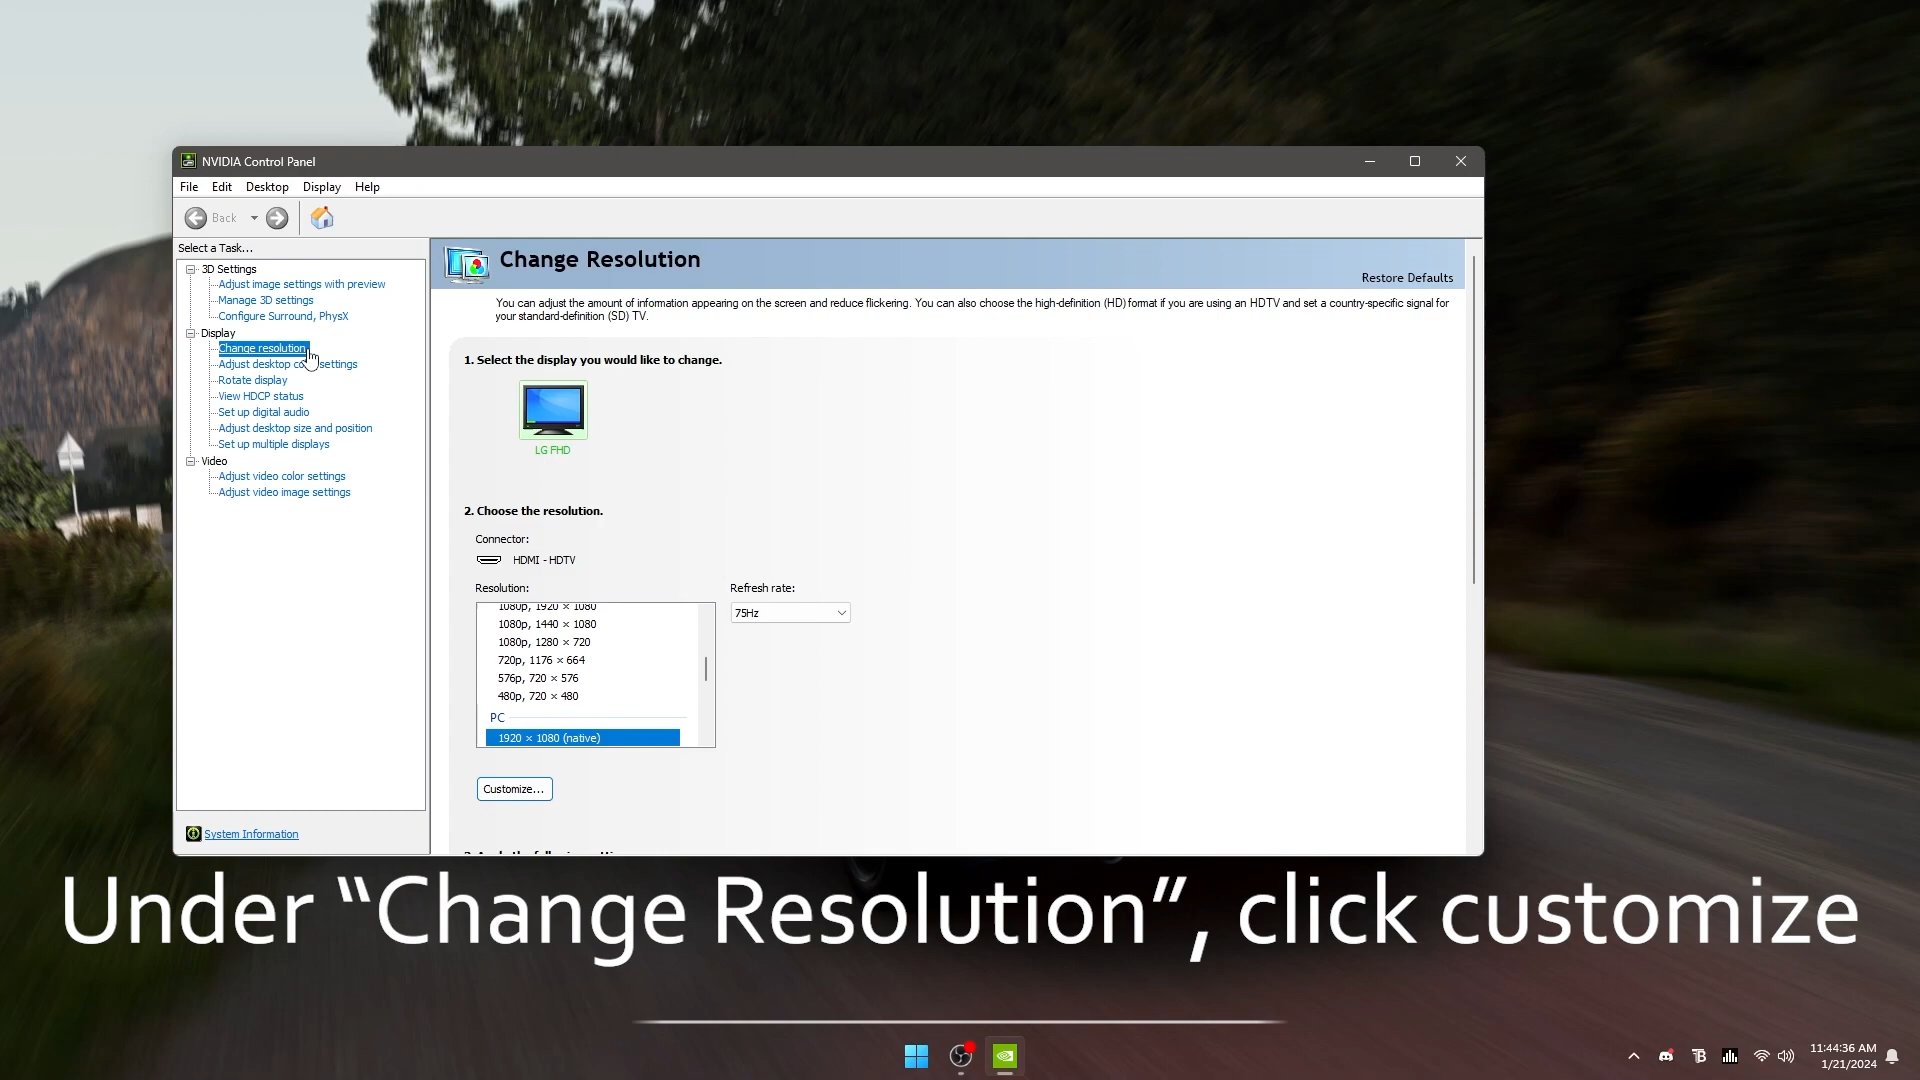 NVIDIA Control Panel
File Edit Desktop Display Help
Back
Select a Task...
3D Settings
Adjust image settings with preview
Manage 3D settings
Configure Surround, PhysX
Display
Change resolution
Adjust desktop co settings
Rotate display
View HDCP status
Set up digital audio
Adjust desktop size and position
Set up multiple displays
Video
Adjust video color settings
Adjust video image settings
System Information
Change Resolution
Restore Defaults
You can adjust the amount of information appearing on the screen and reduce flickering. You can also choose the high-definition (HD) format if you are using an HDTV and set a country-specific signal for
your standard-definition (SD) TV.
1. Select the display you would like to change.
LG FHD
2. Choose the resolution.
Connector:
HDMI - HDTV
Resolution:
Refresh rate:
75Hz
1080p, 1920 × 1080
1080p, 1440 × 1080
1080p, 1280 × 720
720p, 1176 × 664
576p, 720 × 576
480p, 720 × 480
PC
1920 × 1080 (native)
Customize...
Under “Change Resolution”, click customize
11:44:36 AM
1/21/2024